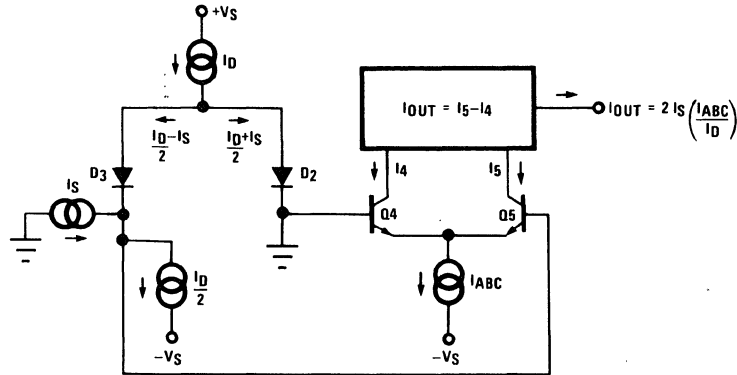 +VS
ID
IOUT = I5-I4
IOUT = 2 IS (IABC/ID)
ID/2 -IS
ID/2 +IS
I4
I5
D3
D2
IS
Q4
Q5
ID/2
IABC
-VS
-VS